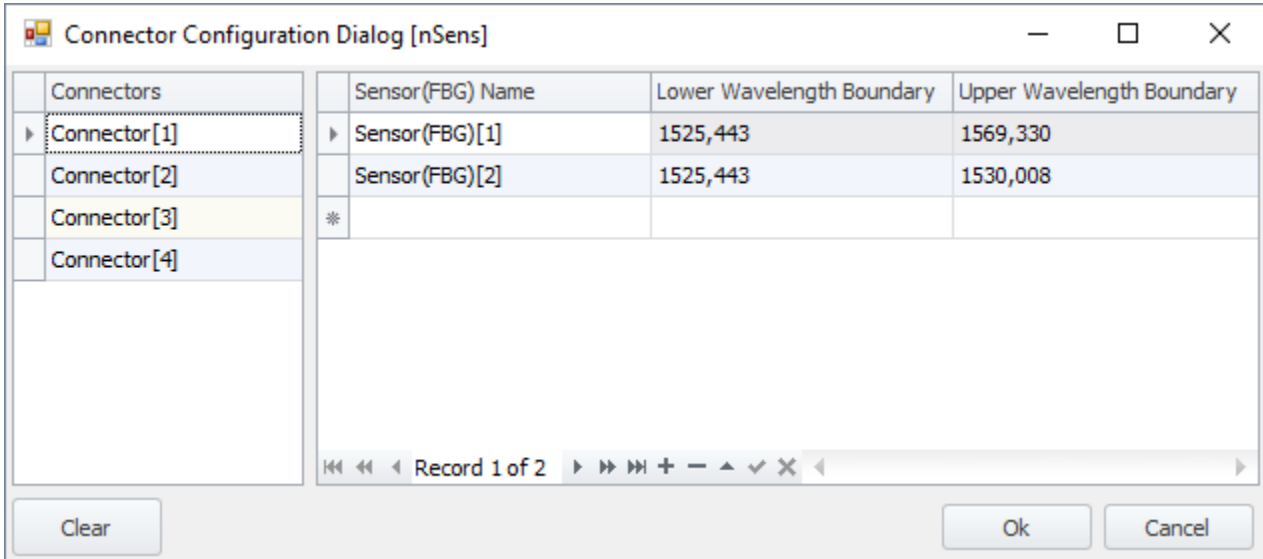 Connector Configuration Dialog [nSens]
Connectors
Connector[1]
Connector[2]
Connector[3]
Connector[4]
Sensor(FBG) Name Lower Wavelength Boundary Upper Wavelength Boundary
Sensor(FBG)[1] 1525,443 1569,330
Sensor(FBG)[2] 1525,443 1530,008
Record 1 of 2
Clear Ok Cancel